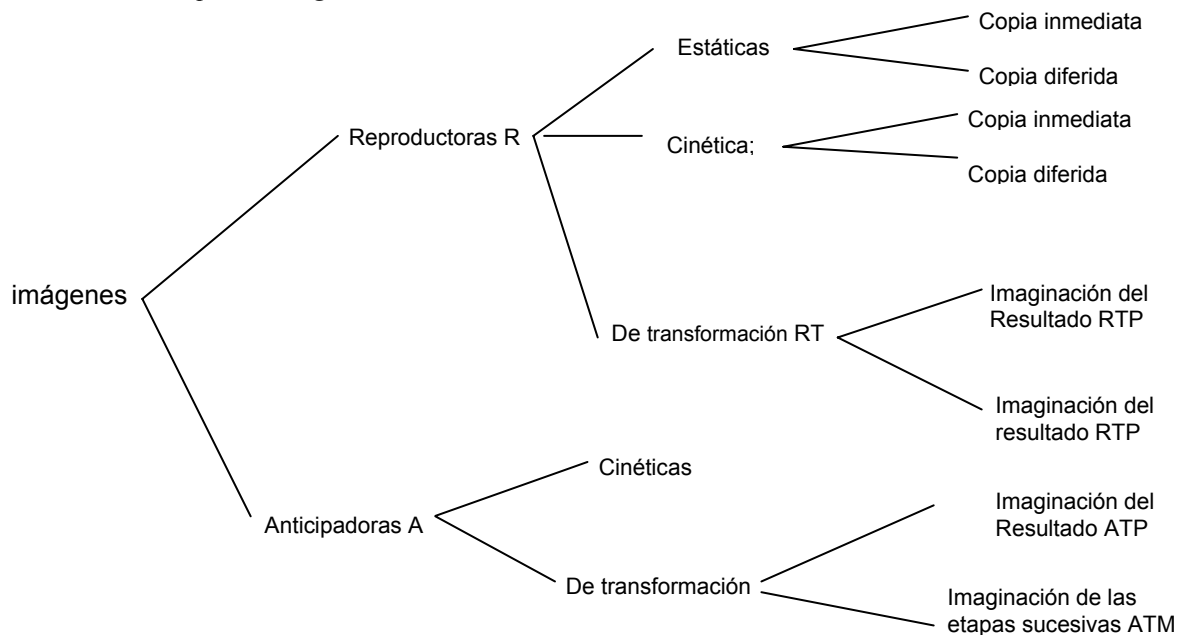 Estáticas
Copia inmediata
Copia diferida
Reproductoras R
Cinética;
Copia inmediata
Copia diferida
imágenes
De transformación RT
Imaginación del
Resultado RTP
Imaginación del
resultado RTP
Anticipadoras A
Cinéticas
De transformación
Imaginación del
Resultado ATP
Imaginación de las
etapas sucesivas ATM